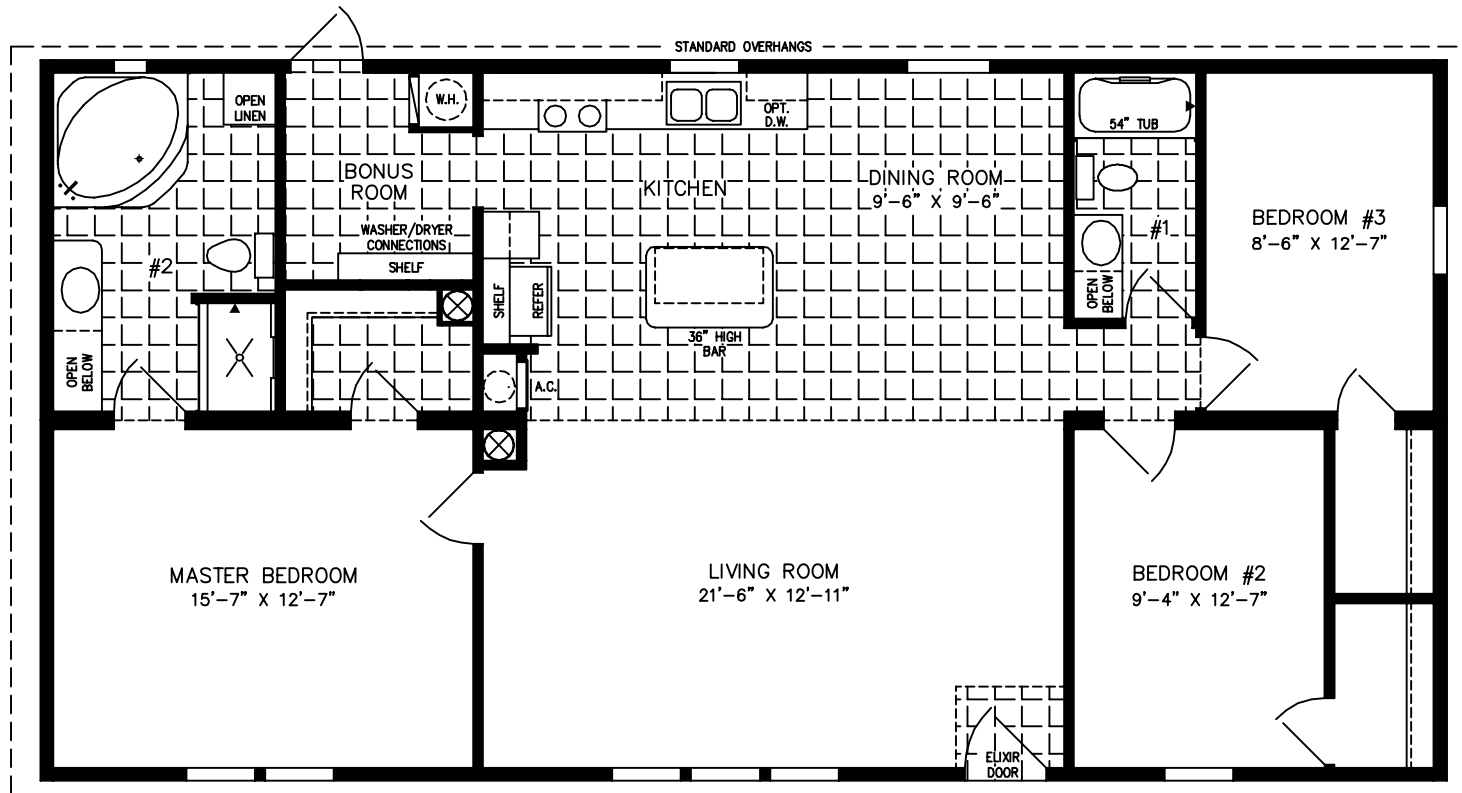 STANDARD OVERHANGS
OPEN
LINEN
W.H.
OPT.
D.W.
54" TUB
BONUS
ROOM
KITCHEN
DINING ROOM
9'-6" X 9'-6"
WASHER/DRYER
CONNECTIONS
SHELF
#2
#1
BEDROOM #3
8'-6" X 12'-7"
SHELF
REFER
OPEN
BELOW
36" HIGH
BAR
OPEN
BELOW
A.C.
MASTER BEDROOM
15'-7" X 12'-7"
LIVING ROOM
21'-6" X 12'-11"
BEDROOM #2
9'-4" X 12'-7"
ELIXIR
DOOR